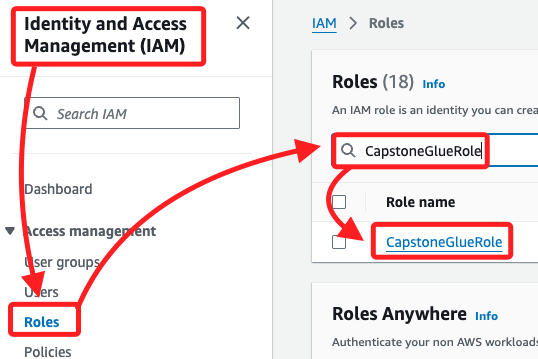 Identity and Access
Management (IAM)
Search IAM
Dashboard
Access management
User groups
Users
Roles
Policies
IAM > Roles
Roles (18) Info
An IAM role is an identity you can crea
CapstoneGlueRole
Role name
CapstoneGlueRole
Roles Anywhere Info
Authenticate your non AWS workloads